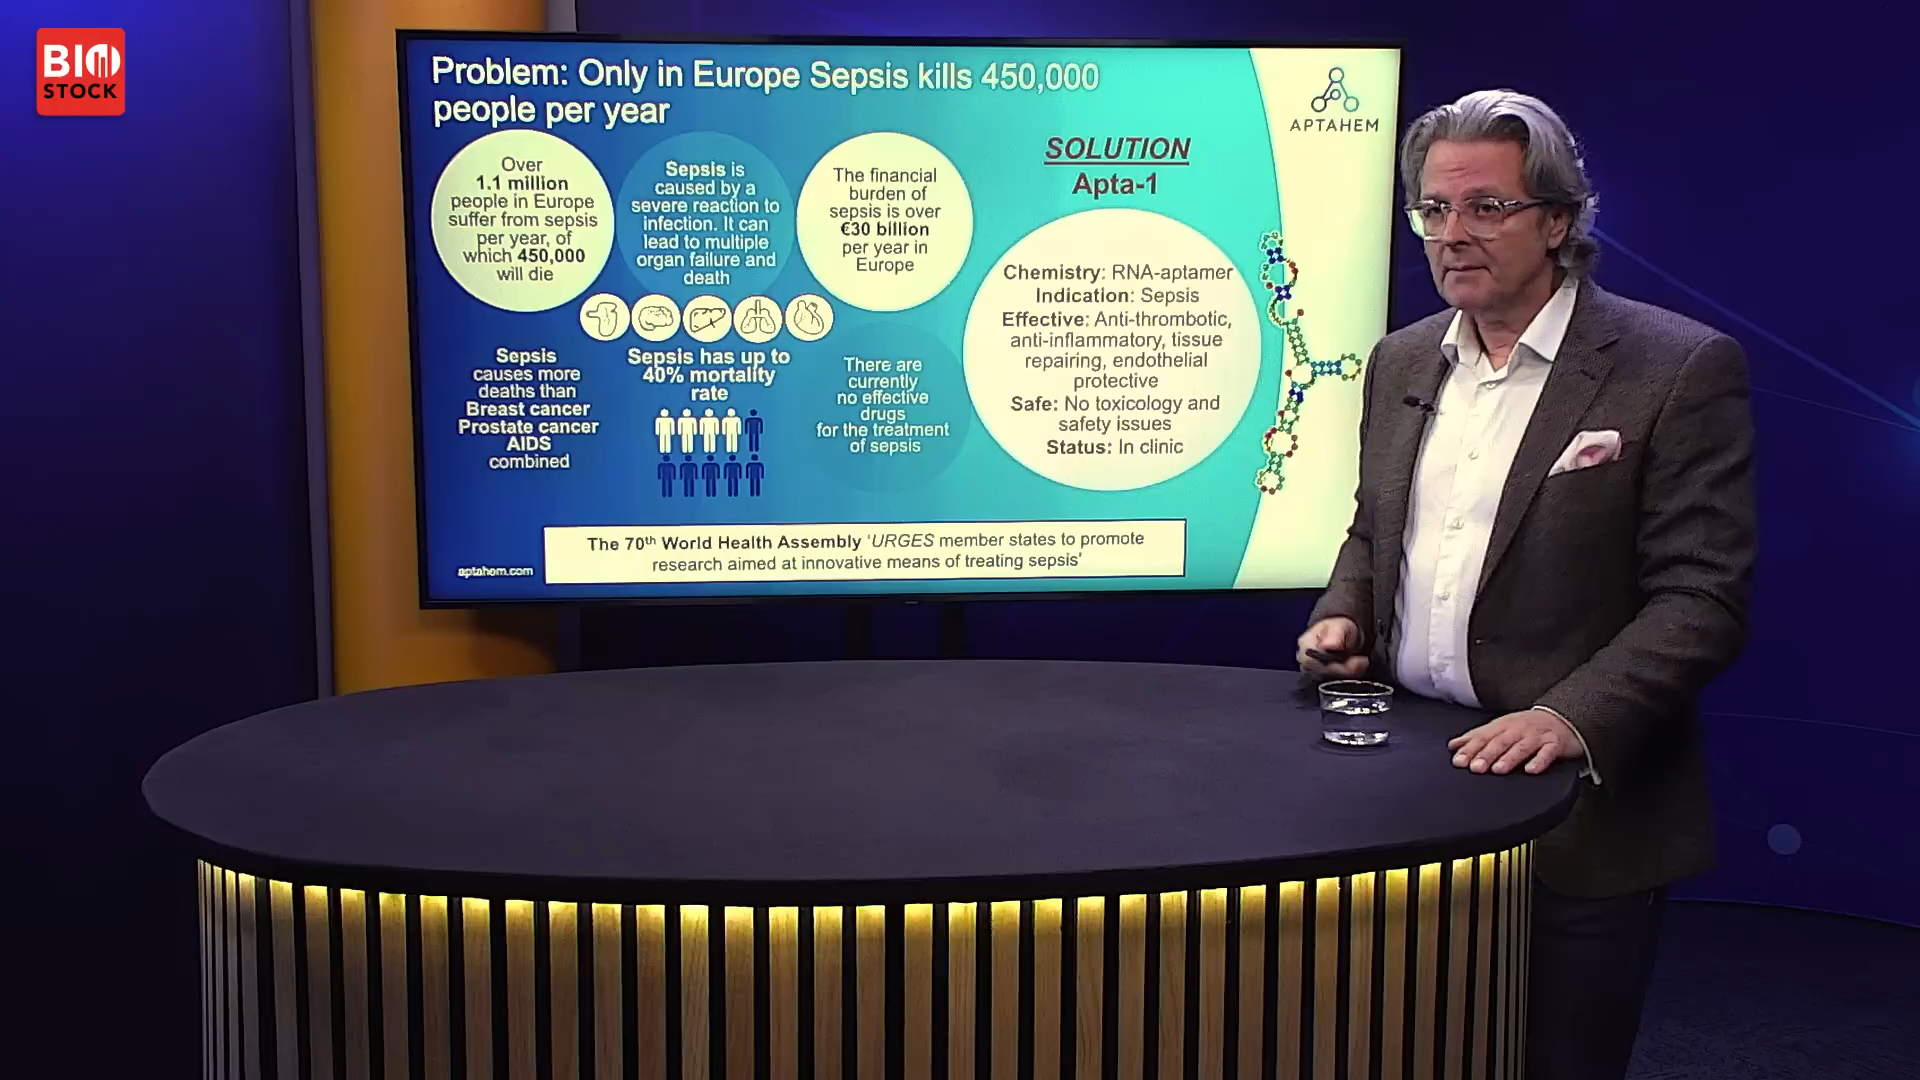 BIO
STOCK
Problem: Only in Europe Sepsis kills 450,000
people per year
APTAHEM
Over
1.1 million
people in Europe
suffer from sepsis
per year, of
which 450,000
will die
Sepsis is
caused by a
severe reaction to
infection. It can
lead to multiple
organ failure and
death
The financial
burden of
sepsis is over
€30 billion
per year in
Europe
Sepsis
causes more
deaths than
Breast cancer
Prostate cancer
AIDS
combined
Sepsis has up to
40% mortality
rate
There are
currently
no effective
drugs
for the treatment
of sepsis
SOLUTION
Apta-1
Chemistry: RNA-aptamer
Indication: Sepsis
Effective: Anti-thrombotic,
anti-inflammatory, tissue
repairing, endothelial
protective
Safe: No toxicology and
safety issues
Status: In clinic
The 70th World Health Assembly 'URGES member states to promote
research aimed at innovative means of treating sepsis'
aptahem.com